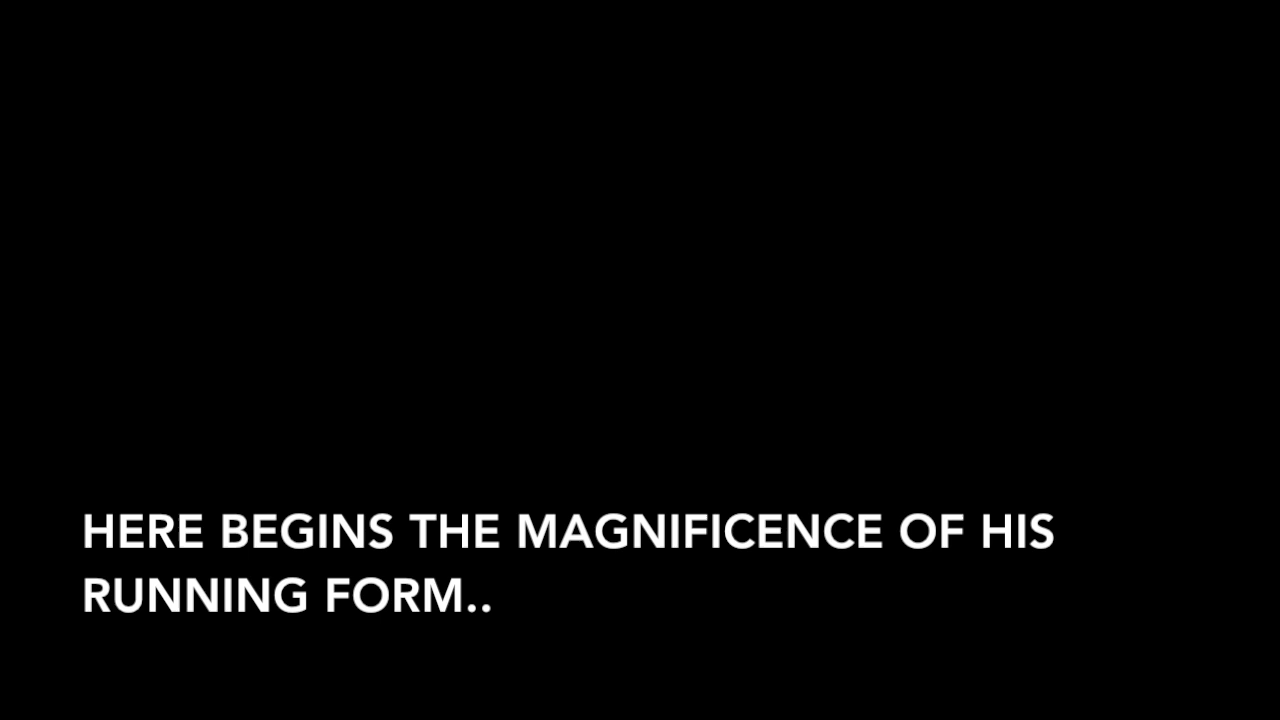 HERE BEGINS THE MAGNIFICENCE OF HIS
RUNNING FORM..